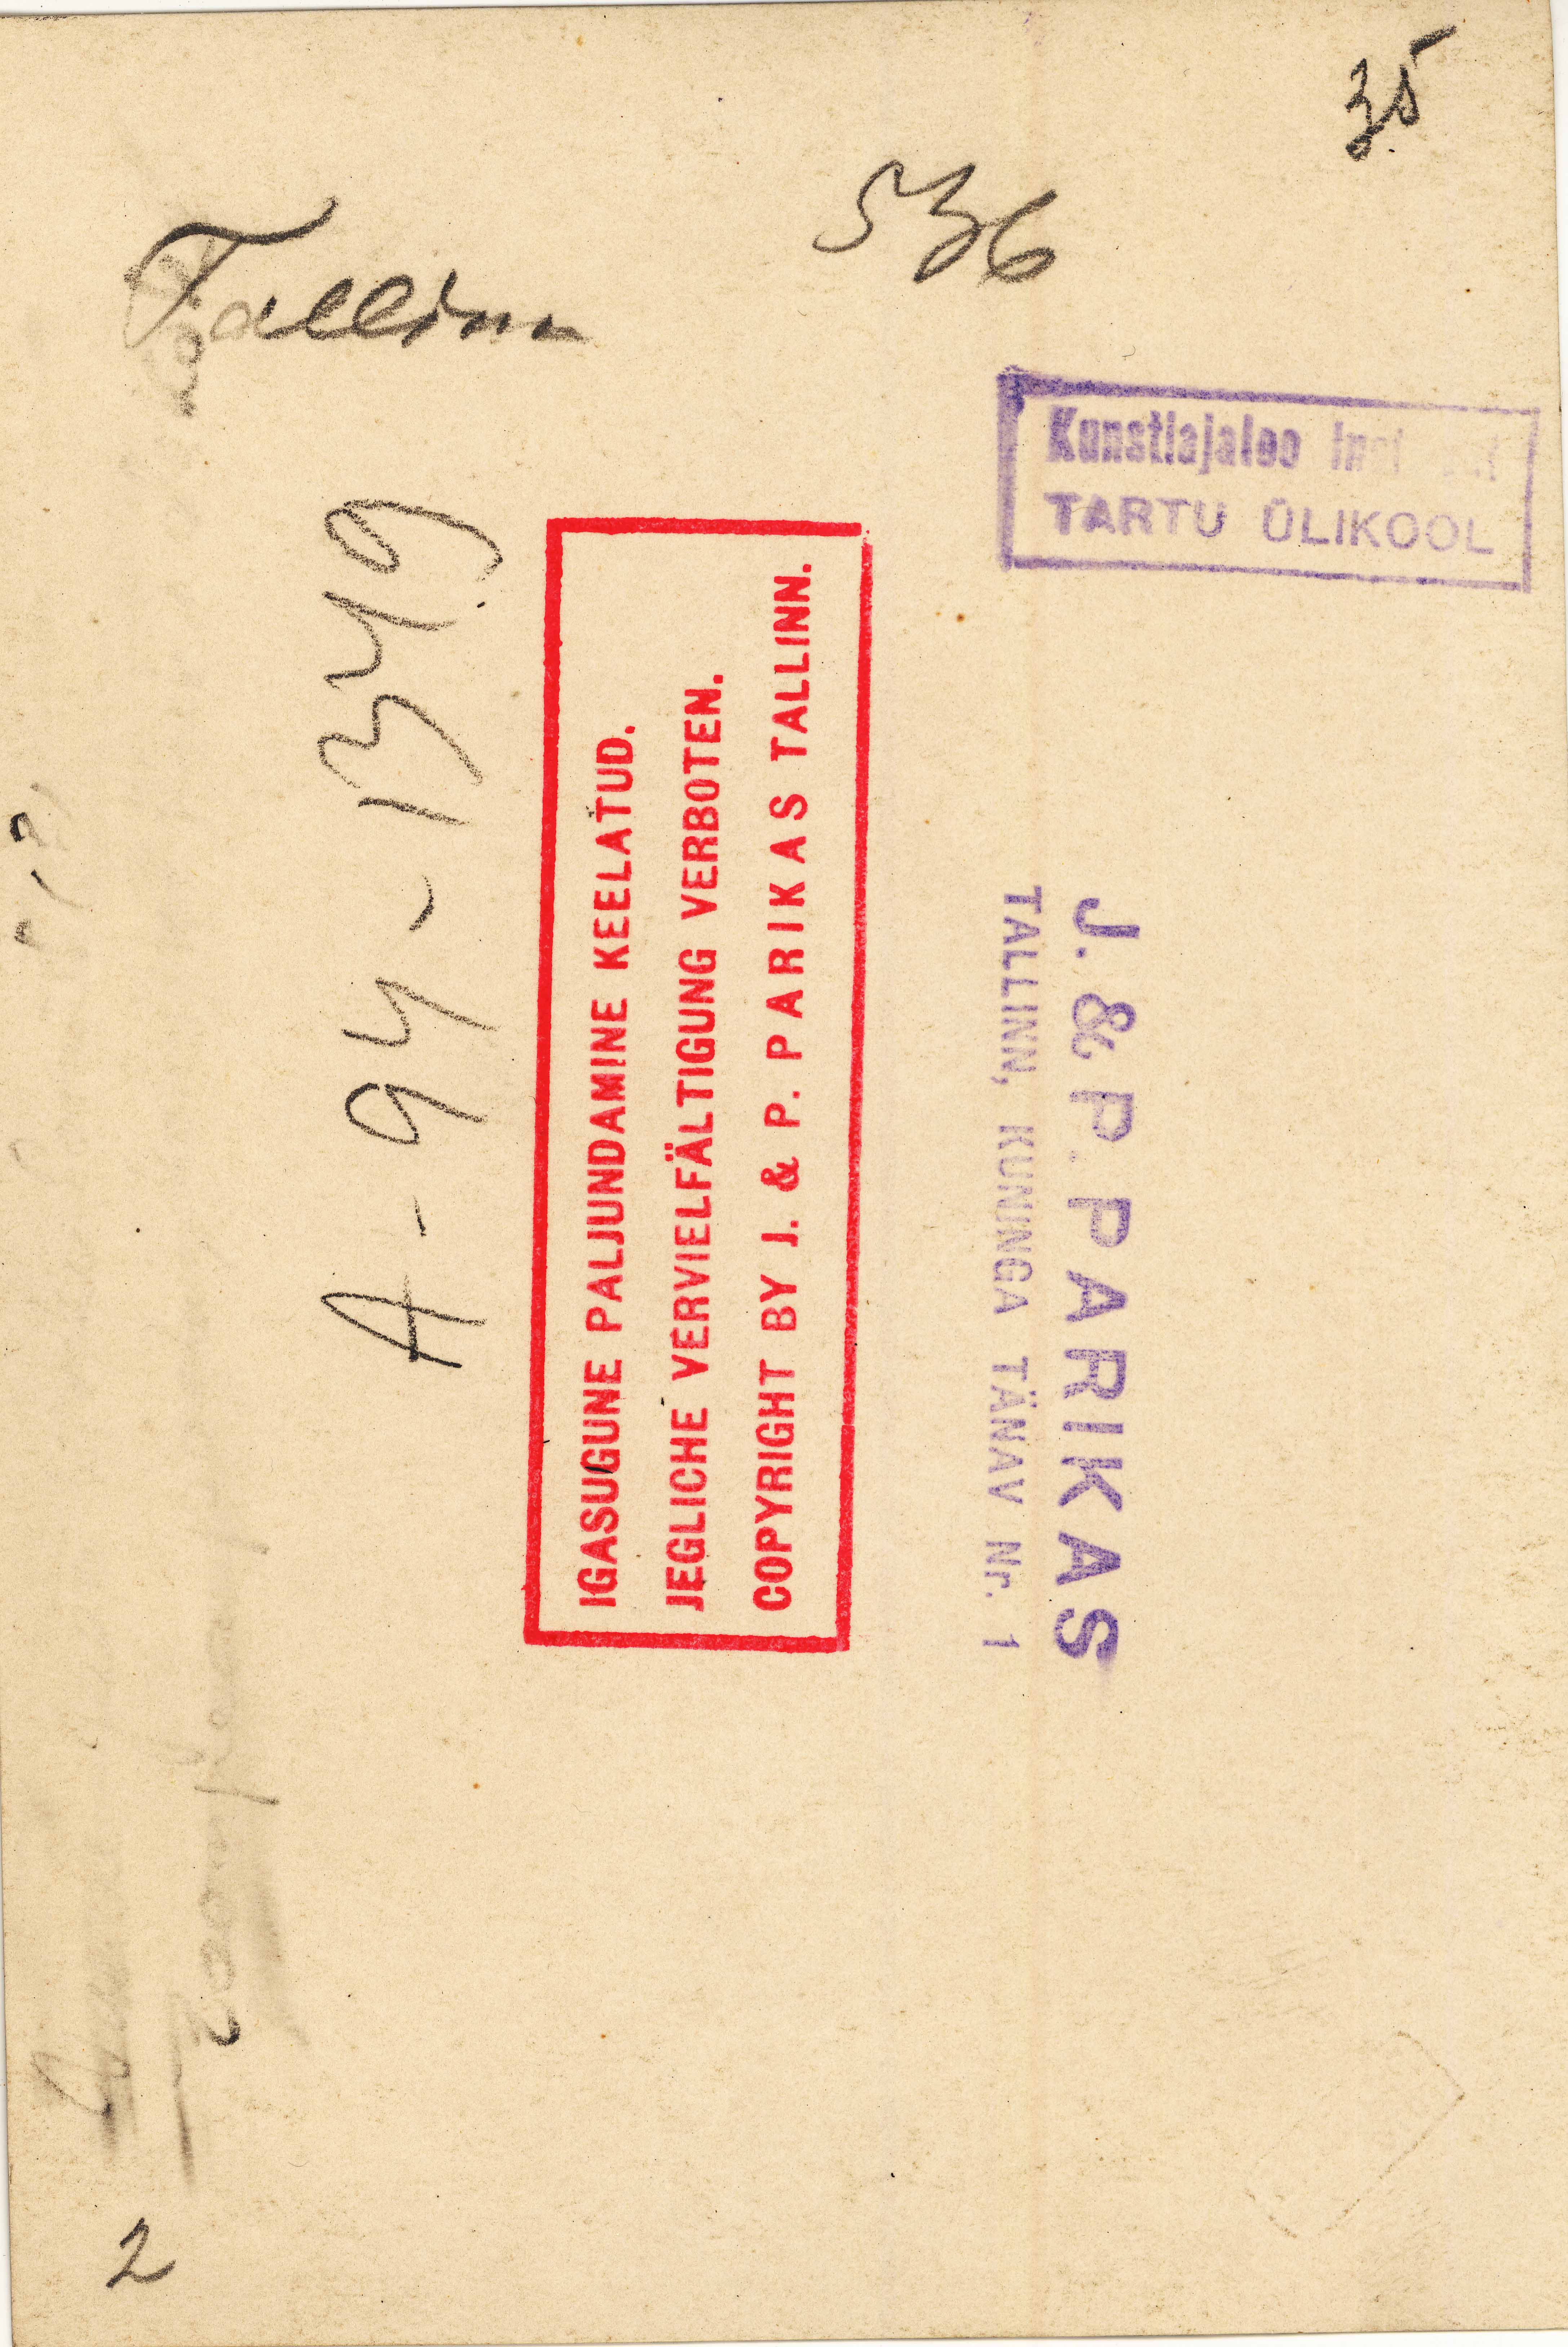 35
536
Tallinn
Kunstiajaloo
TARTU ÜLIKOOL
A-94-1349
IGASUGUNE PALJUNDAMINE KEELATUD.
JEGLICHE VERVIELFÄLTIGUNG VERBOTEN.
COPYRIGHT BY J. & P. PARIKAS TALLINN.
J. & P. PARIKAS
TALLINN, KUNINGA TÄNAV Nr. 1
2